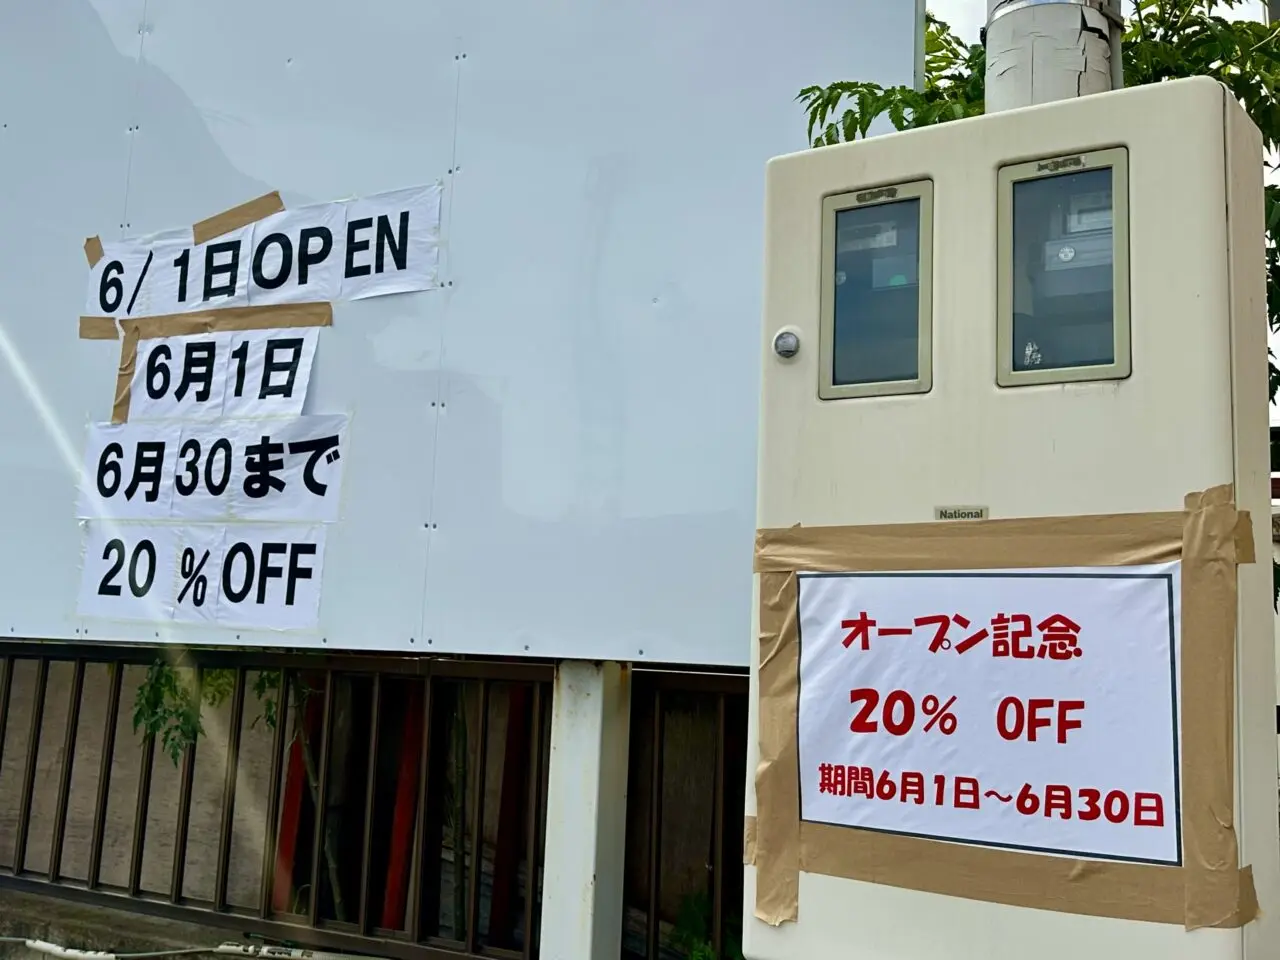 6/1日OPEN
6月1日
6月30まで
20%OFF
National
オープン記念
20% OFF
期間6月1日～6月30日